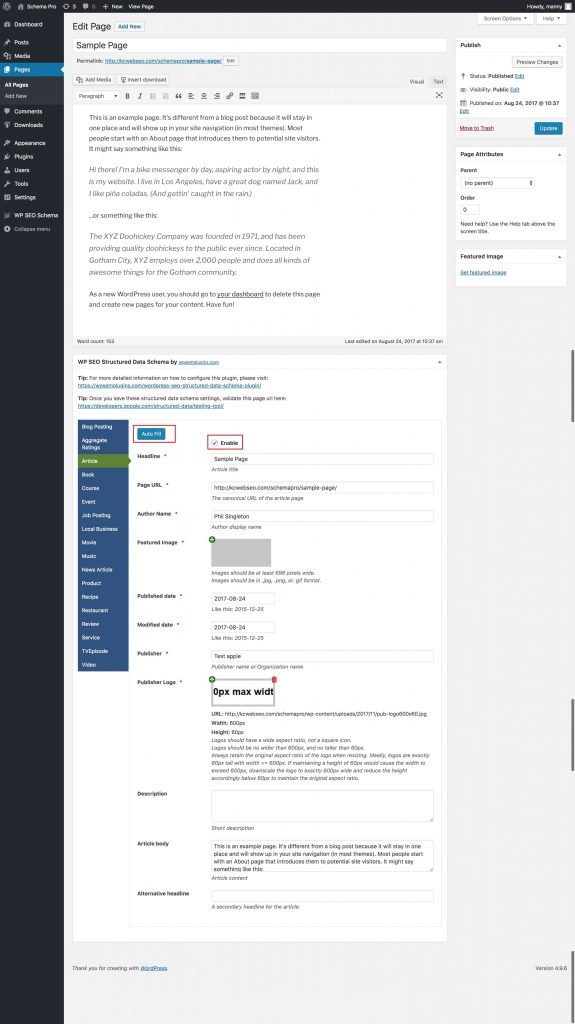 Schema Pro 3 0 New View Page
Howdy, manny
Dashboard
Posts
Media
Pages
All Pages
Add New
Comments
Downloads
Appearance
Plugins
Users
Tools
Settings
WP SEO Schema
Collapse menu
Screen Options Help
Edit Page Add New
Sample Page
Permalink: http://kcwebseo.com/schemapro/sample-page/ Edit
Add Media Insert download
Visual Text
Paragraph
This is an example page. It's different from a blog post because it will stay in
one place and will show up in your site navigation (in most themes). Most
people start with an About page that introduces them to potential site visitors.
It might say something like this:
Hi there! I'm a bike messenger by day, aspiring actor by night, and this
is my website. I live in Los Angeles, have a great dog named Jack, and
I like piña coladas. (And gettin' caught in the rain.)
...or something like this:
The XYZ Doohickey Company was founded in 1971, and has been
providing quality doohickeys to the public ever since. Located in
Gotham City, XYZ employs over 2,000 people and does all kinds of
awesome things for the Gotham community.
As a new WordPress user, you should go to your dashboard to delete this page
and create new pages for your content. Have fun!
Word count: 153
Last edited on August 24, 2017 at 10:37 am
Publish
Preview Changes
Status: Published Edit
Visibility: Public Edit
Published on: Aug 24, 2017 @ 10:37
Edit
Move to Trash
Update
Page Attributes
Parent
(no parent)
Order
0
Need help? Use the Help tab above the
screen title.
Featured Image
Set featured image
WP SEO Structured Data Schema by wpsemplugins.com
Tip: For more detailed information on how to configure this plugin, please visit:
https://wpsemplugins.com/wordpress-seo-structured-data-schema-plugin/
Tip: Once you save these structured data schema settings, validate this page url here:
https://developers.google.com/structured-data/testing-tool/
Blog Posting
Aggregate
Ratings
Article
Book
Course
Event
Job Posting
Local Business
Movie
Music
News Article
Product
Recipe
Restaurant
Review
Service
TVEpisode
Video
Auto Fill
Enable
Headline *
Sample Page
Article title
Page URL *
http://kcwebseo.com/schemapro/sample-page/
The canonical URL of the article page
Author Name *
Phil Singleton
Author display name
Featured Image *
Images should be at least 696 pixels wide.
Images should be in .jpg, .png, or, gif format.
Published date *
2017-08-24
Like this: 2015-12-25
Modified date *
2017-08-24
Like this: 2015-12-25
Publisher *
Test apple
Publisher name or Organization name
Publisher Logo *
0px max widt
URL: http://kcwebseo.com/schemapro/wp-content/uploads/2017/11/pub-logo600x60.jpg
Width: 600px
Height: 60px
Logos should have a wide aspect ratio, not a square icon.
Logos should be no wider than 600px, and no taller than 60px.
Always retain the original aspect ratio of the logo when resizing. Ideally, logos are exactly
60px tall with width <= 600px. If maintaining a height of 60px would cause the width to
exceed 600px, downscale the logo to exactly 600px wide and reduce the height
accordingly below 60px to maintain the original aspect ratio.
Description
Short description
Article body
This is an example page. It's different from a blog post because it will stay in one
place and will show up in your site navigation (in most themes). Most people start
with an About page that introduces them to potential site visitors. It might say
something like this:
Article content
Alternative headline
A secondary headline for the article.
Thank you for creating with WordPress.
Version 4.9.6